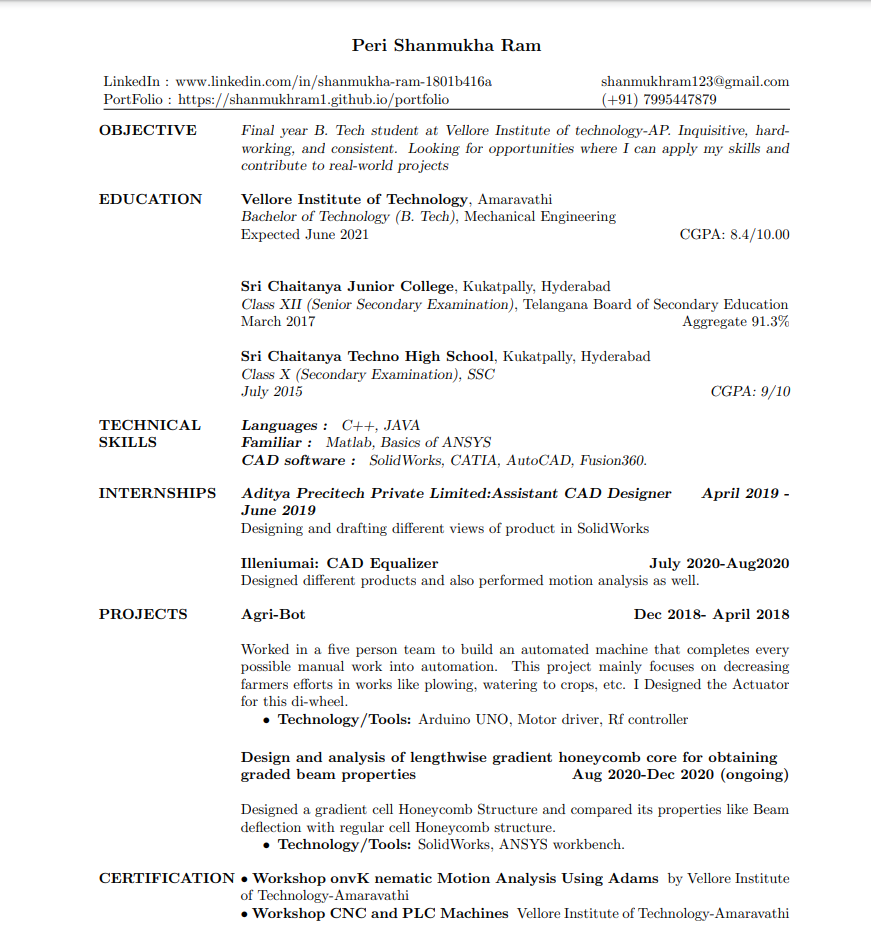 Peri Shanmukha Ram
LinkedIn : www.linkedin.com/in/shanmukha-ram-1801b416a shanmukhram123@gmail.com
PortFolio : https://shanmukhram1.github.io/portfolio (+91) 7995447879
OBJECTIVE Final year B. Tech student at Vellore Institute of technology-AP. Inquisitive, hard-
working, and consistent. Looking for opportunities where I can apply my skills and
contribute to real-world projects
EDUCATION Vellore Institute of Technology, Amaravathi
Bachelor of Technology (B. Tech), Mechanical Engineering
Expected June 2021 CGPA: 8.4/10.00
Sri Chaitanya Junior College, Kukatpally, Hyderabad
Class XII (Senior Secondary Examination), Telangana Board of Secondary Education
March 2017 Aggregate 91.3%
Sri Chaitanya Techno High School, Kukatpally, Hyderabad
Class X (Secondary Examination), SSC
July 2015 CGPA: 9/10
TECHNICAL Languages : C++, JAVA
SKILLS Familiar : Matlab, Basics of ANSYS
CAD software : SolidWorks, CATIA, AutoCAD, Fusion360.
INTERNSHIPS Aditya Precitech Private Limited:Assistant CAD Designer April 2019 -
June 2019
Designing and drafting different views of product in SolidWorks
Illeniumai: CAD Equalizer July 2020-Aug2020
Designed different products and also performed motion analysis as well.
PROJECTS Agri-Bot Dec 2018- April 2018
Worked in a five person team to build an automated machine that completes every
possible manual work into automation. This project mainly focuses on decreasing
farmers efforts in works like plowing, watering to crops, etc. I Designed the Actuator
for this di-wheel.
• Technology/Tools: Arduino UNO, Motor driver, Rf controller
Design and analysis of lengthwise gradient honeycomb core for obtaining
graded beam properties Aug 2020-Dec 2020 (ongoing)
Designed a gradient cell Honeycomb Structure and compared its properties like Beam
deflection with regular cell Honeycomb structure.
• Technology/Tools: SolidWorks, ANSYS workbench.
CERTIFICATION • Workshop onvK nematic Motion Analysis Using Adams by Vellore Institute
of Technology-Amaravathi
• Workshop CNC and PLC Machines Vellore Institute of Technology-Amaravathi